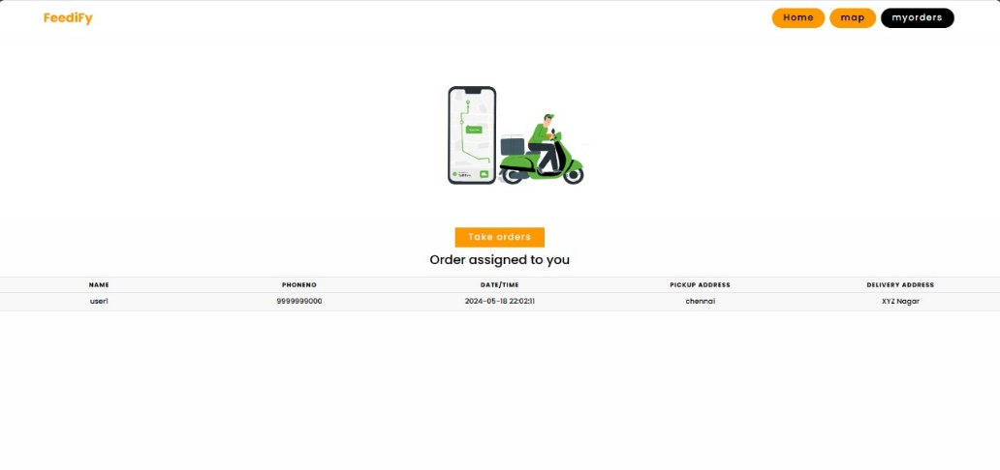 FeediFy Home map myorders
Take orders
Order assigned to you
NAME PHONENO DATE/TIME PICKUP ADDRESS DELIVERY ADDRESS
user1 9999999000 2024-05-18 22:02:11 chennai XYZ Nagar